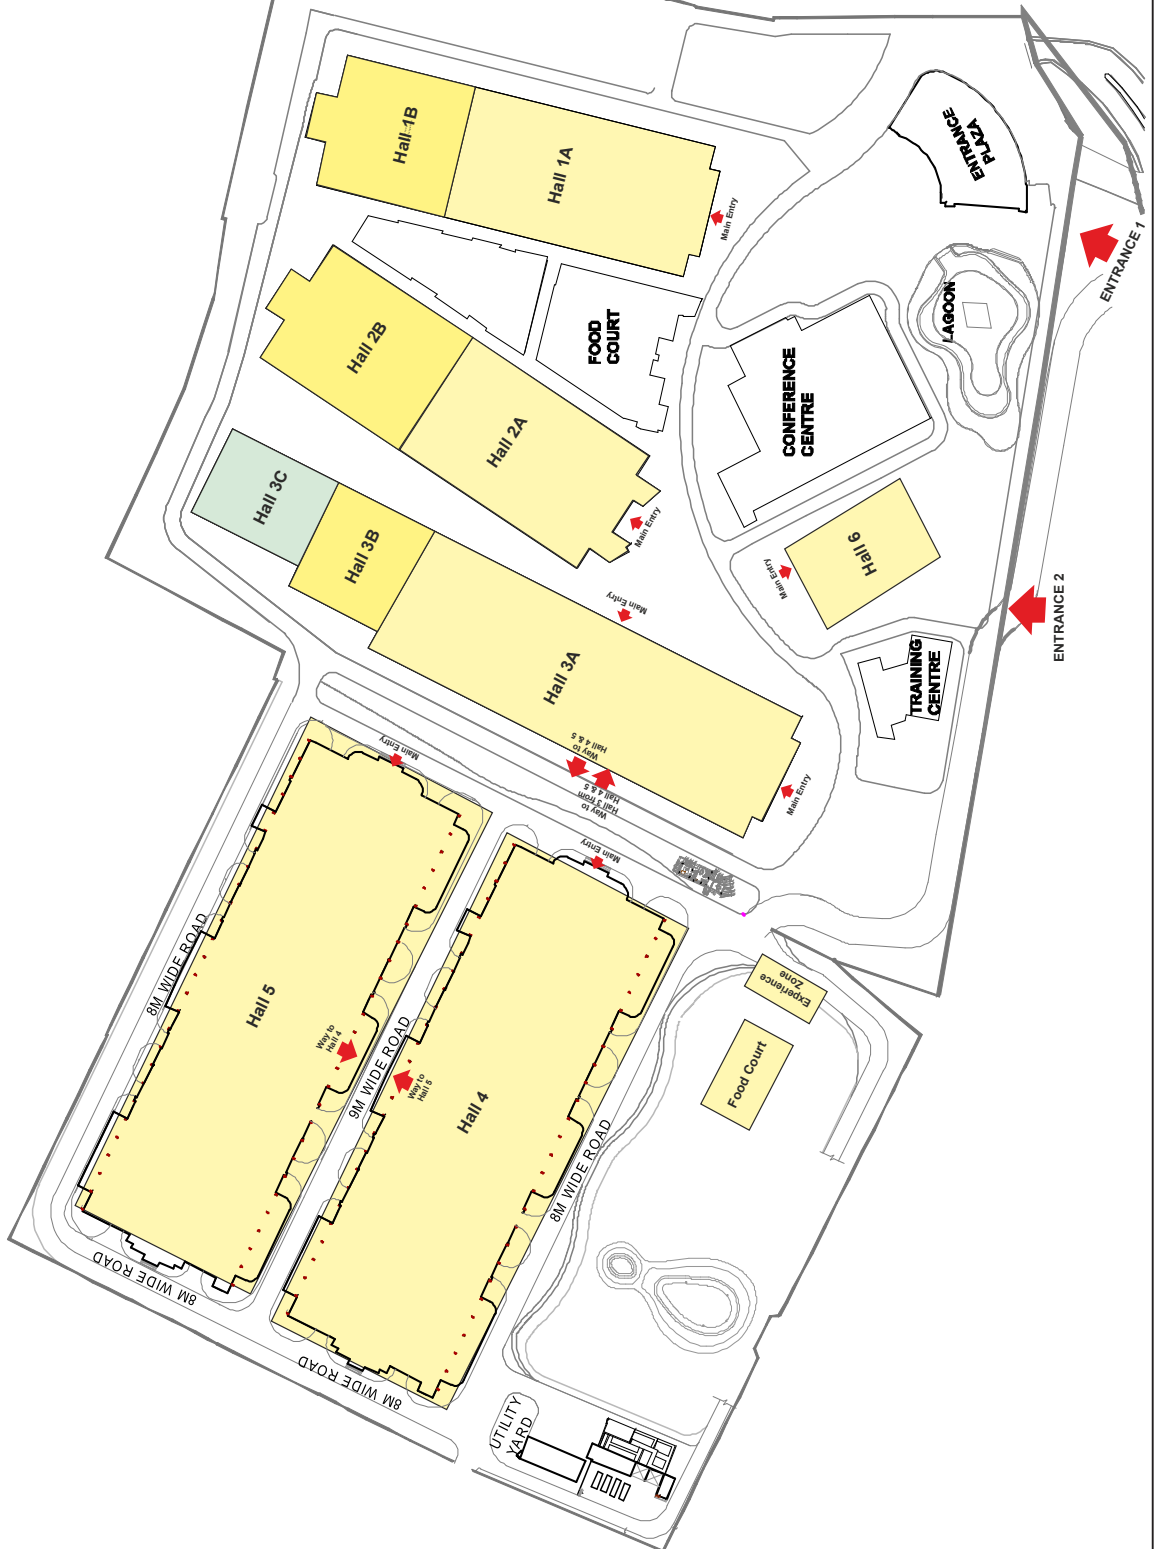 Hall 1B
Hall 1A
Main Entry
ENTRANCE
PLAZA
ENTRANCE 1
LAGOON
Hall 2B
Hall 2A
Main Entry
FOOD
COURT
CONFERENCE
CENTRE
Hall 3C
Hall 3B
Hall 3A
Main Entry
Main Entry
Hall 6
Main Entry
ENTRANCE 2
TRAINING
CENTRE
Way to
Hall 4 & 5
Way to
Hall 3 from
Hall 4 & 5
Main Entry
Main Entry
8M WIDE ROAD
Hall 5
Way to
Hall 4
9M WIDE ROAD
Way to
Hall 5
Hall 4
Experience
Zone
Food Court
8M WIDE ROAD
8M WIDE ROAD
8M WIDE ROAD
UTILITY
YARD